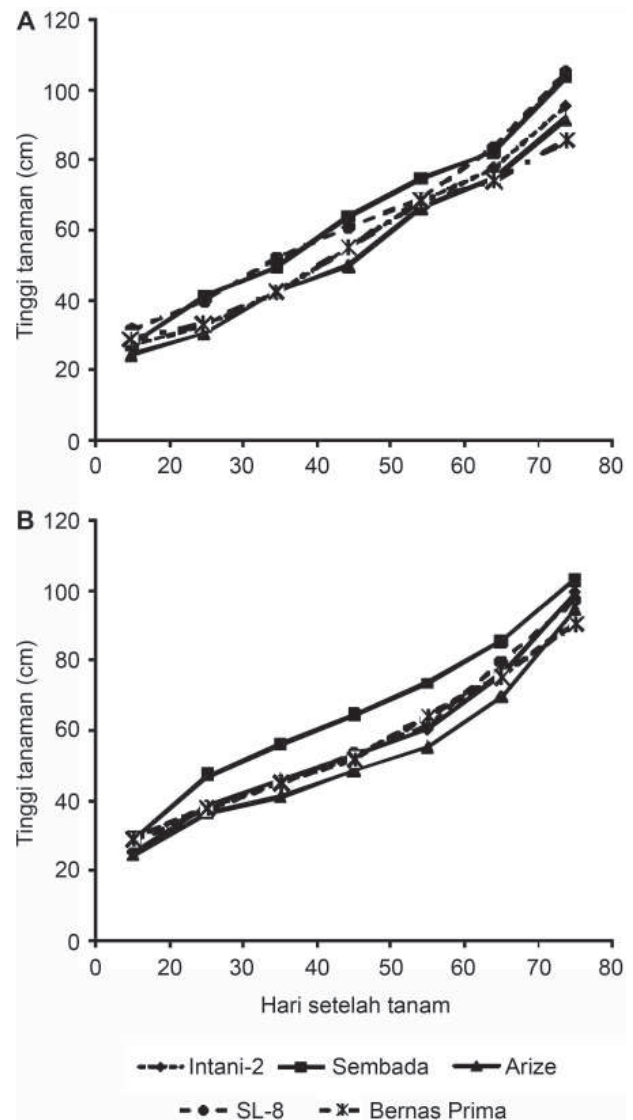 A
120
100
80
60
40
20
0
Tinggi tanaman (cm)
0 10 20 30 40 50 60 70 80
B
120
100
80
60
40
20
0
Tinggi tanaman (cm)
0 10 20 30 40 50 60 70 80
Hari setelah tanam
Intani-2 Sembada Arize
SL-8 Bernas Prima